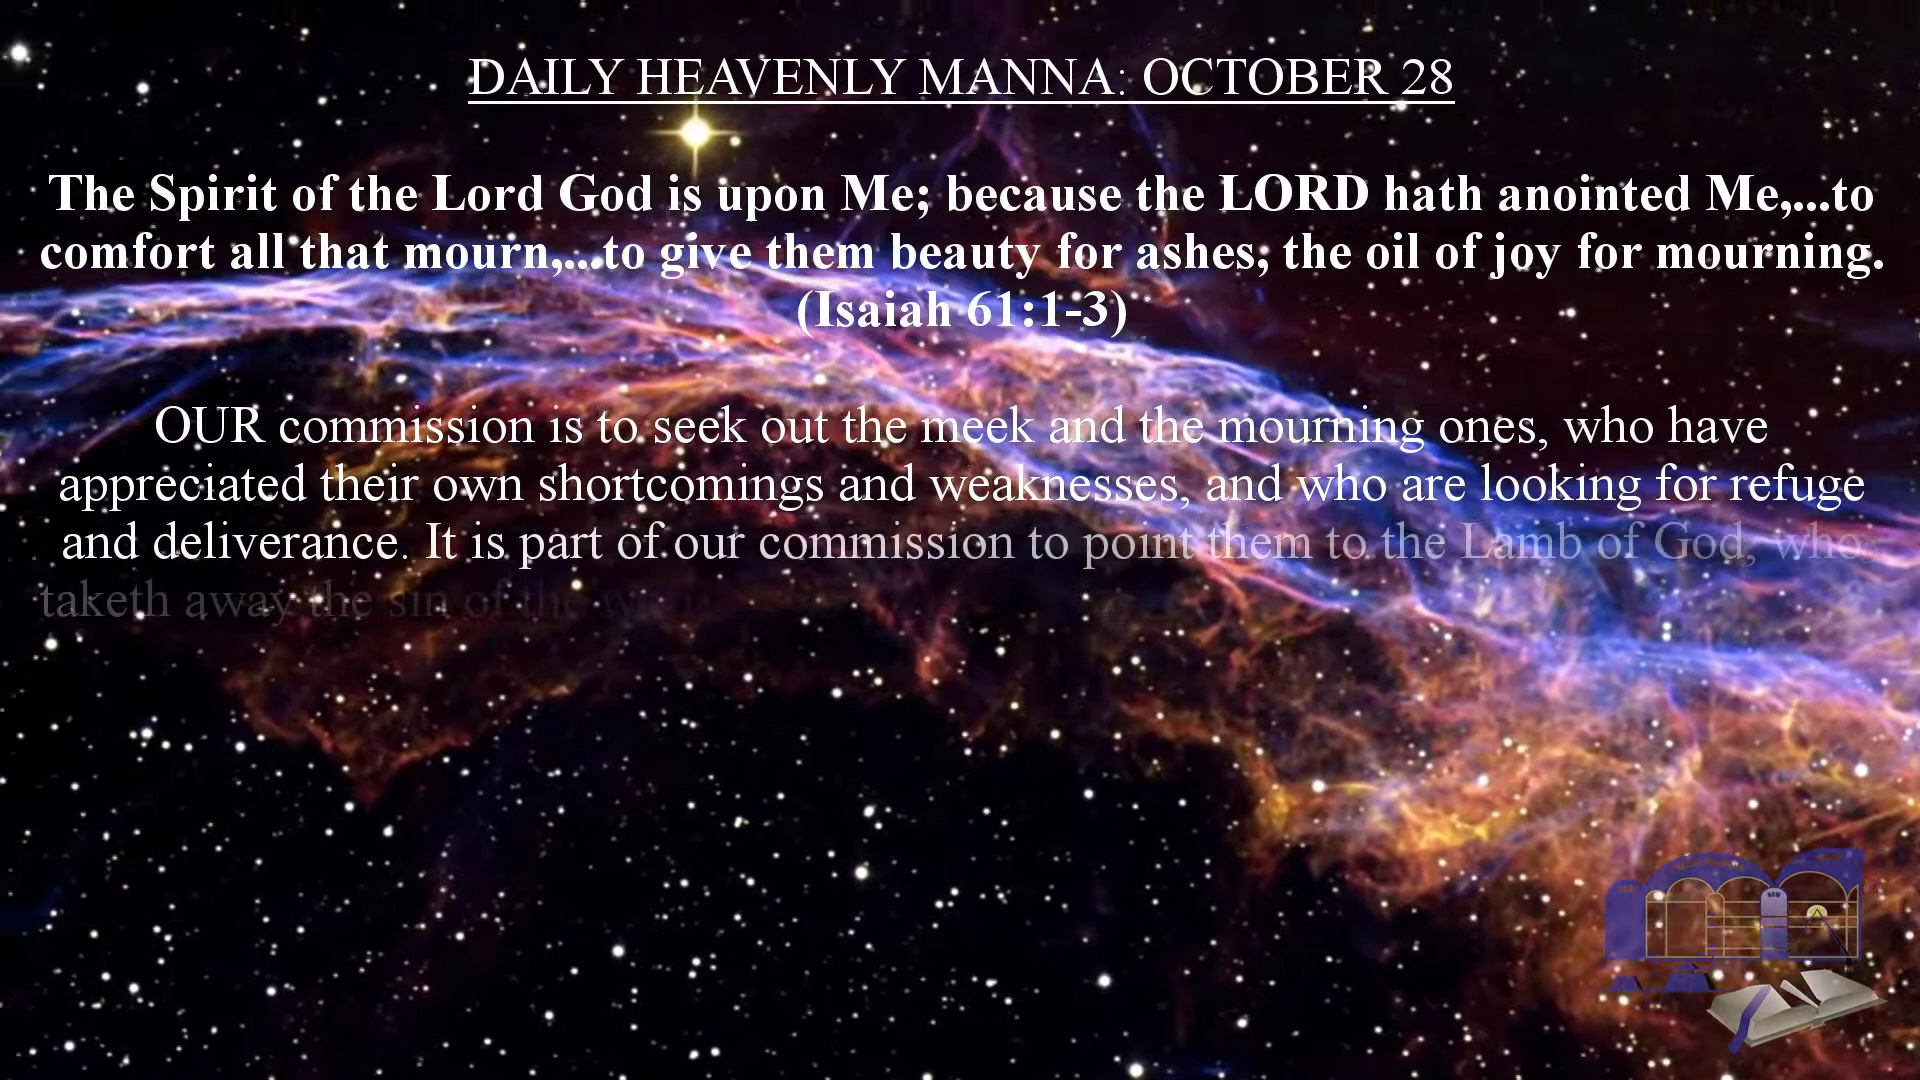 DAILY HEAVENLY MANNA: OCTOBER 28
The Spirit of the Lord God is upon Me; because the LORD hath anointed Me,...to
comfort all that mourn,...to give them beauty for ashes; the oil of joy for mourning.
(Isaiah 61:1-3)
OUR commission is to seek out the meek and the mourning ones, who have
appreciated their own shortcomings and weaknesses, and who are looking for refuge
and deliverance. It is part of our commission to point them to the Lamb of God, who
taketh away the sin of the